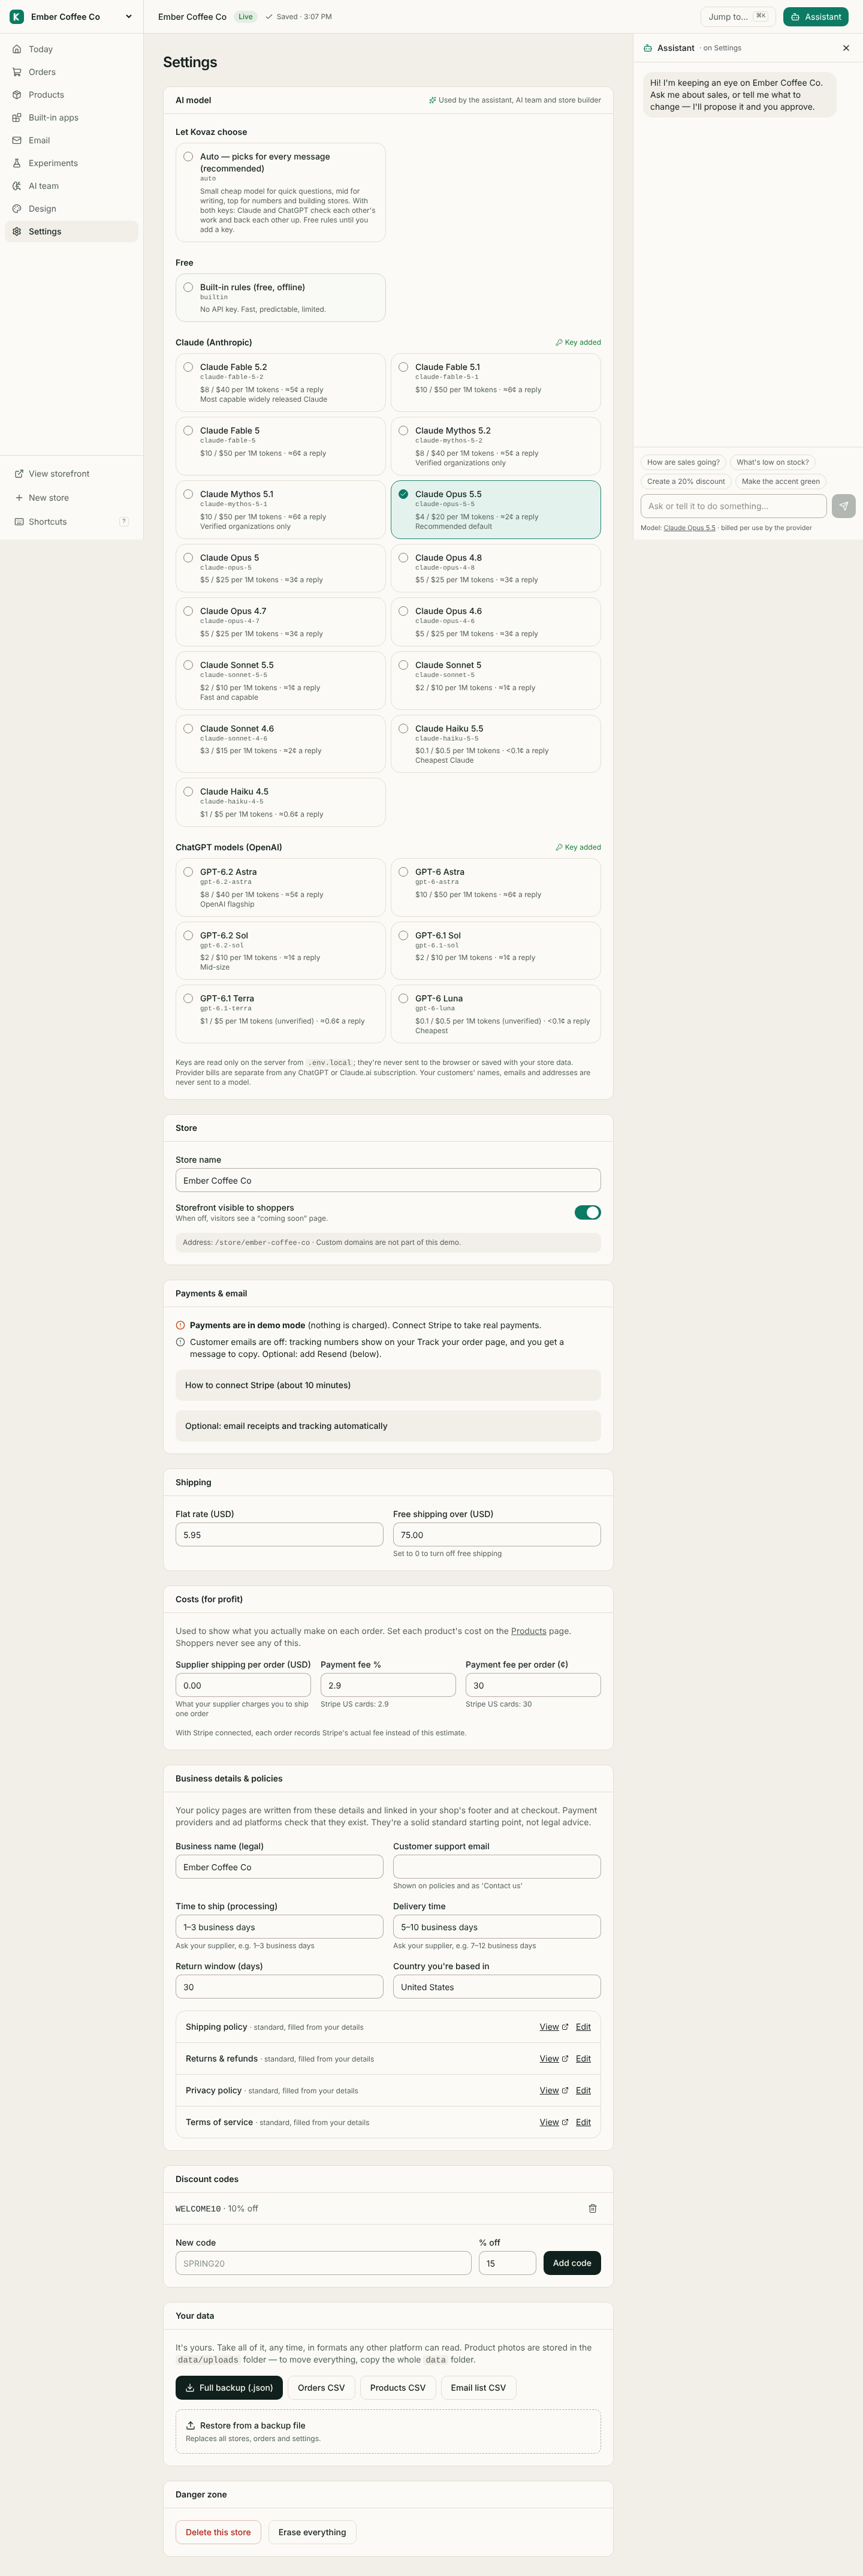 Ember Coffee Co
Ember Coffee Co Live Saved · 3:07 PM
Jump to... ⌘K
Assistant
Today
Orders
Products
Built-in apps
Email
Experiments
AI team
Design
Settings
View storefront
New store
Shortcuts ?
Settings
AI model
Used by the assistant, AI team and store builder
Let Kovaz choose
Auto — picks for every message
(recommended)
auto
Small cheap model for quick questions, mid for
writing, top for numbers and building stores. With
both keys: Claude and ChatGPT check each other's
work and back each other up. Free rules until you
add a key.
Free
Built-in rules (free, offline)
builtin
No API key. Fast, predictable, limited.
Claude (Anthropic)
Key added
Claude Fable 5.2
claude-fable-5-2
$8 / $40 per 1M tokens · ≈5¢ a reply
Most capable widely released Claude
Claude Fable 5.1
claude-fable-5-1
$10 / $50 per 1M tokens · ≈6¢ a reply
Claude Fable 5
claude-fable-5
$10 / $50 per 1M tokens · ≈6¢ a reply
Claude Mythos 5.2
claude-mythos-5-2
$8 / $40 per 1M tokens · ≈5¢ a reply
Verified organizations only
Claude Mythos 5.1
claude-mythos-5-1
$10 / $50 per 1M tokens · ≈6¢ a reply
Verified organizations only
Claude Opus 5.5
claude-opus-5-5
$4 / $20 per 1M tokens · ≈2¢ a reply
Recommended default
Claude Opus 5
claude-opus-5
$5 / $25 per 1M tokens · ≈3¢ a reply
Claude Opus 4.8
claude-opus-4-8
$5 / $25 per 1M tokens · ≈3¢ a reply
Claude Opus 4.7
claude-opus-4-7
$5 / $25 per 1M tokens · ≈3¢ a reply
Claude Opus 4.6
claude-opus-4-6
$5 / $25 per 1M tokens · ≈3¢ a reply
Claude Sonnet 5.5
claude-sonnet-5-5
$2 / $10 per 1M tokens · ≈1¢ a reply
Fast and capable
Claude Sonnet 5
claude-sonnet-5
$2 / $10 per 1M tokens · ≈1¢ a reply
Claude Sonnet 4.6
claude-sonnet-4-6
$3 / $15 per 1M tokens · ≈2¢ a reply
Claude Haiku 5.5
claude-haiku-5-5
$0.1 / $0.5 per 1M tokens · <0.1¢ a reply
Cheapest Claude
Claude Haiku 4.5
claude-haiku-4-5
$1 / $5 per 1M tokens · ≈0.6¢ a reply
ChatGPT models (OpenAI)
Key added
GPT-6.2 Astra
gpt-6.2-astra
$8 / $40 per 1M tokens · ≈5¢ a reply
OpenAI flagship
GPT-6 Astra
gpt-6-astra
$10 / $50 per 1M tokens · ≈6¢ a reply
GPT-6.2 Sol
gpt-6.2-sol
$2 / $10 per 1M tokens · ≈1¢ a reply
Mid-size
GPT-6.1 Sol
gpt-6.1-sol
$2 / $10 per 1M tokens · ≈1¢ a reply
GPT-6.1 Terra
gpt-6.1-terra
$1 / $5 per 1M tokens (unverified) · ≈0.6¢ a reply
GPT-6 Luna
gpt-6-luna
$0.1 / $0.5 per 1M tokens (unverified) · <0.1¢ a reply
Cheapest
Keys are read only on the server from .env.local; they're never sent to the browser or saved with your store data.
Provider bills are separate from any ChatGPT or Claude.ai subscription. Your customers' names, emails and addresses are
never sent to a model.
Store
Store name
Ember Coffee Co
Storefront visible to shoppers
When off, visitors see a “coming soon” page.
Address: /store/ember-coffee-co · Custom domains are not part of this demo.
Payments & email
Payments are in demo mode (nothing is charged). Connect Stripe to take real payments.
Customer emails are off: tracking numbers show on your Track your order page, and you get a
message to copy. Optional: add Resend (below).
How to connect Stripe (about 10 minutes)
Optional: email receipts and tracking automatically
Shipping
Flat rate (USD)
5.95
Free shipping over (USD)
75.00
Set to 0 to turn off free shipping
Costs (for profit)
Used to show what you actually make on each order. Set each product's cost on the Products page.
Shoppers never see any of this.
Supplier shipping per order (USD)
0.00
What your supplier charges you to ship
one order
Payment fee %
2.9
Stripe US cards: 2.9
Payment fee per order (¢)
30
Stripe US cards: 30
With Stripe connected, each order records Stripe's actual fee instead of this estimate.
Business details & policies
Your policy pages are written from these details and linked in your shop's footer and at checkout. Payment
providers and ad platforms check that they exist. They're a solid standard starting point, not legal advice.
Business name (legal)
Ember Coffee Co
Customer support email
Shown on policies and as 'Contact us'
Time to ship (processing)
1–3 business days
Ask your supplier, e.g. 1–3 business days
Delivery time
5–10 business days
Ask your supplier, e.g. 7–12 business days
Return window (days)
30
Country you're based in
United States
Shipping policy · standard, filled from your details View Edit
Returns & refunds · standard, filled from your details View Edit
Privacy policy · standard, filled from your details View Edit
Terms of service · standard, filled from your details View Edit
Discount codes
WELCOME10 · 10% off
New code
SPRING20
% off
15
Add code
Your data
It's yours. Take all of it, any time, in formats any other platform can read. Product photos are stored in the
data/uploads folder — to move everything, copy the whole data folder.
Full backup (.json)
Orders CSV
Products CSV
Email list CSV
Restore from a backup file
Replaces all stores, orders and settings.
Danger zone
Delete this store
Erase everything
Assistant · on Settings
Hi! I'm keeping an eye on Ember Coffee Co.
Ask me about sales, or tell me what to
change — I'll propose it and you approve.
How are sales going?
What's low on stock?
Create a 20% discount
Make the accent green
Ask or tell it to do something...
Model: Claude Opus 5.5 · billed per use by the provider